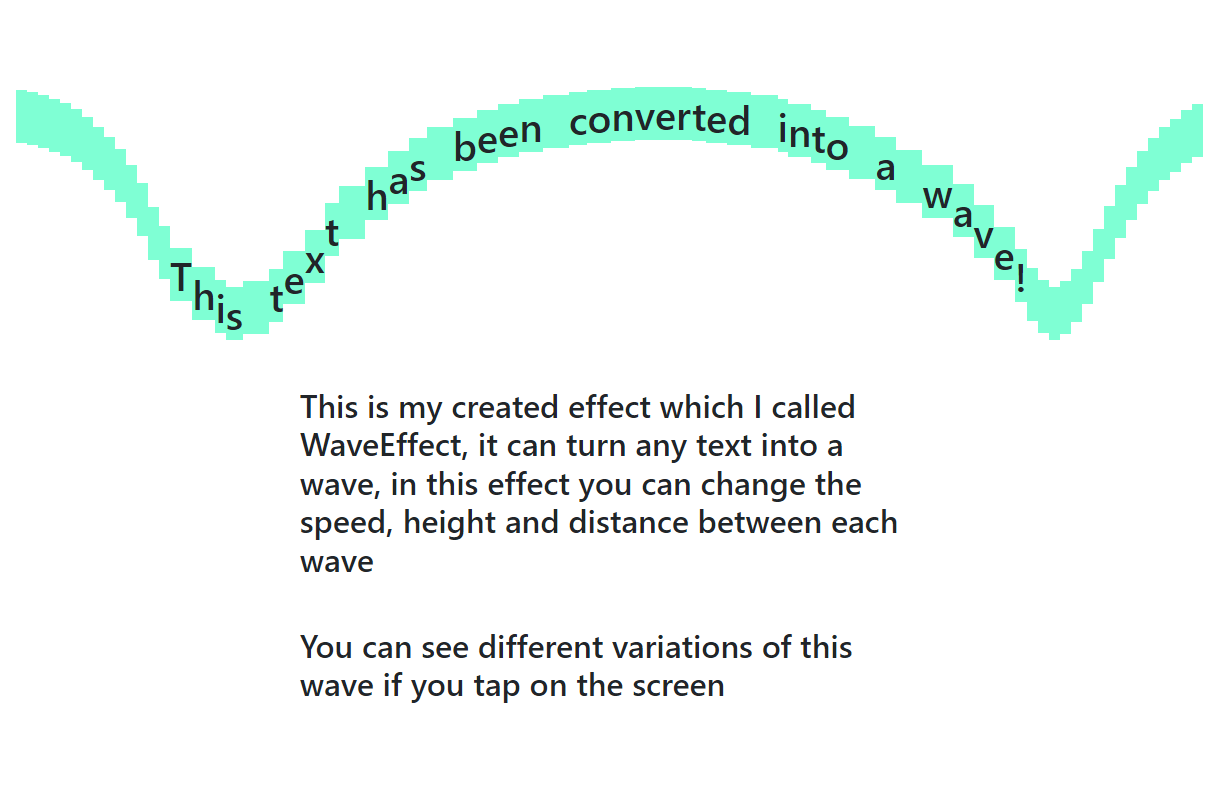 This text has been converted into a wave!
This is my created effect which I called
WaveEffect, it can turn any text into a
wave, in this effect you can change the
speed, height and distance between each
wave
You can see different variations of this
wave if you tap on the screen